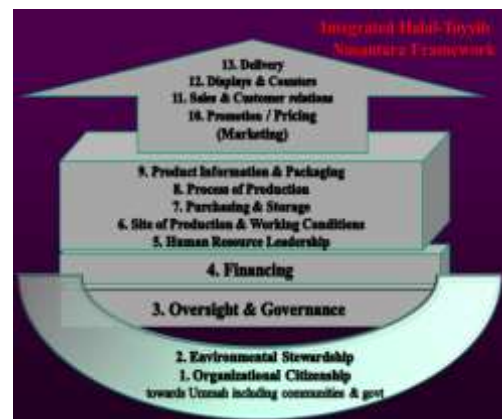 Integrated Halal-Toyyib
Nusantara Framework
13. Delivery
12. Displays & Counters
11. Sales & Customer relations
10. Promotion / Pricing
(Marketing)
9. Product Information & Packaging
8. Process of Production
7. Purchasing & Storage
6. Site of Production & Working Conditions
5. Human Resource Leadership
4. Financing
3. Oversight & Governance
2. Environmental Stewardship
1. Organizational Citizenship
towards Ummah including communities & govt